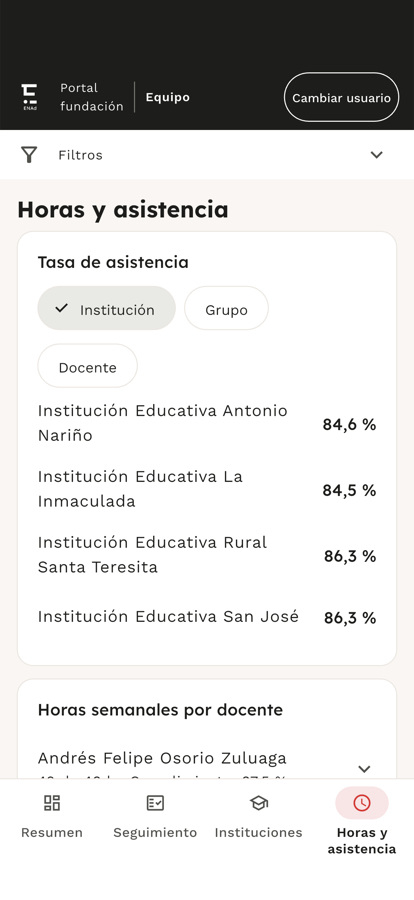 ENAd
Portal
fundación
Equipo
Cambiar usuario
Filtros
Horas y asistencia
Tasa de asistencia
Institución
Grupo
Docente
Institución Educativa Antonio
Nariño
84,6 %
Institución Educativa La
Inmaculada
84,5 %
Institución Educativa Rural
Santa Teresita
86,3 %
Institución Educativa San José
86,3 %
Horas semanales por docente
Andrés Felipe Osorio Zuluaga
Resumen
Seguimiento
Instituciones
Horas y
asistencia